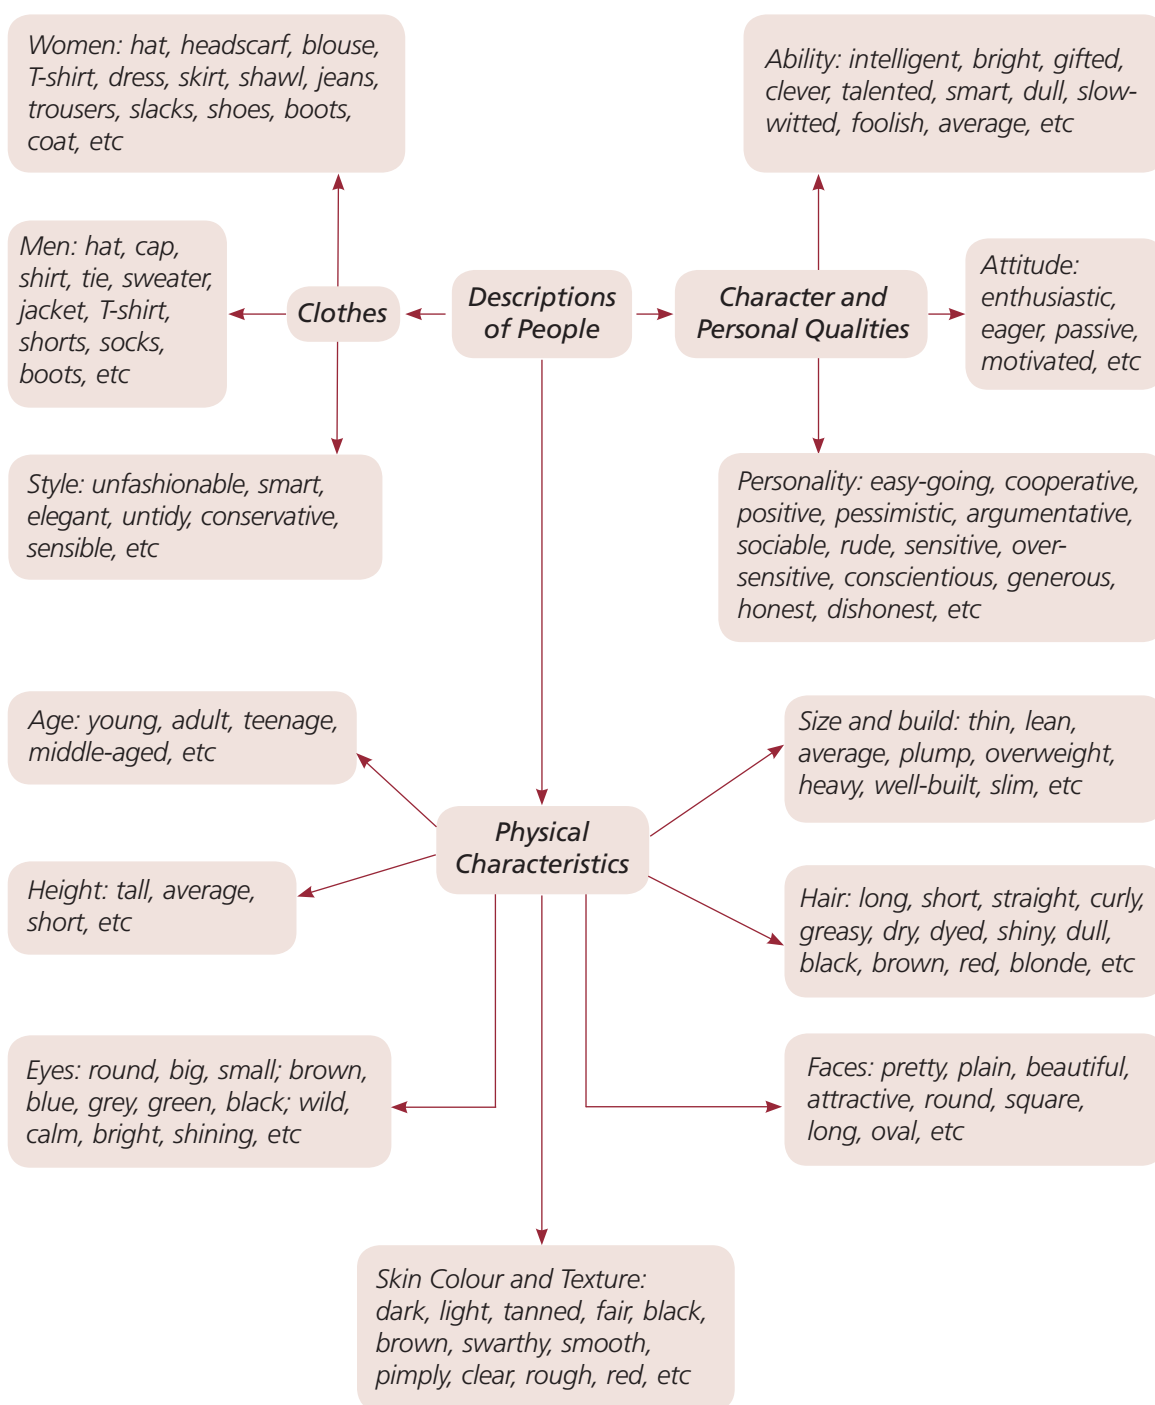 Women: hat, headscarf, blouse,
T-shirt, dress, skirt, shawl, jeans,
trousers, slacks, shoes, boots,
coat, etc
Ability: intelligent, bright, gifted,
clever, talented, smart, dull, slow-
witted, foolish, average, etc
Men: hat, cap,
shirt, tie, sweater,
jacket, T-shirt,
shorts, socks,
boots, etc
Clothes
Descriptions
of People
Character and
Personal Qualities
Attitude:
enthusiastic,
eager, passive,
motivated, etc
Style: unfashionable, smart,
elegant, untidy, conservative,
sensible, etc
Personality: easy-going, cooperative,
positive, pessimistic, argumentative,
sociable, rude, sensitive, over-
sensitive, conscientious, generous,
honest, dishonest, etc
Age: young, adult, teenage,
middle-aged, etc
Size and build: thin, lean,
average, plump, overweight,
heavy, well-built, slim, etc
Physical
Characteristics
Height: tall, average,
short, etc
Hair: long, short, straight, curly,
greasy, dry, dyed, shiny, dull,
black, brown, red, blonde, etc
Eyes: round, big, small; brown,
blue, grey, green, black; wild,
calm, bright, shining, etc
Faces: pretty, plain, beautiful,
attractive, round, square,
long, oval, etc
Skin Colour and Texture:
dark, light, tanned, fair, black,
brown, swarthy, smooth,
pimply, clear, rough, red, etc